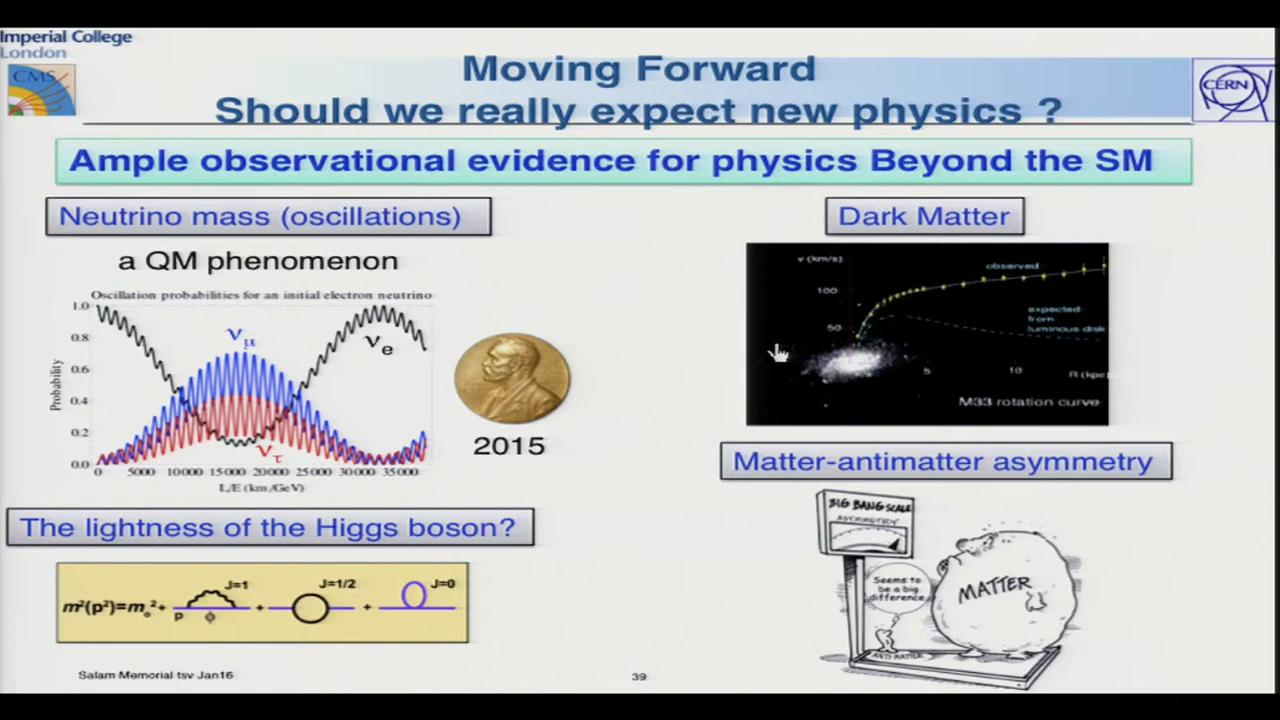 Imperial College
London
CMS
CERN
Moving Forward
Should we really expect new physics ?
Ample observational evidence for physics Beyond the SM
Neutrino mass (oscillations)
a QM phenomenon
Oscillation probabilities for an initial electron neutrino
Probability
1.0
0.8
0.6
0.4
0.2
0.0
νμ
νe
ντ
0 5000 10000 15000 20000 25000 30000 35000
L/E (km/GeV)
2015
The lightness of the Higgs boson?
m²(p²)=m₀²+ p ϕ J=1 + J=1/2 + J=0
Dark Matter
v (km/s)
observed
100
expected
from
luminous disk
50
5 10 R (kpc
M33 rotation curve
Matter-antimatter asymmetry
BIG BANG SCALE
ASYMMETRY
Seems to
be a big
difference
MATTER
ANTI MATTER
Salam Memorial tsv Jan16
39